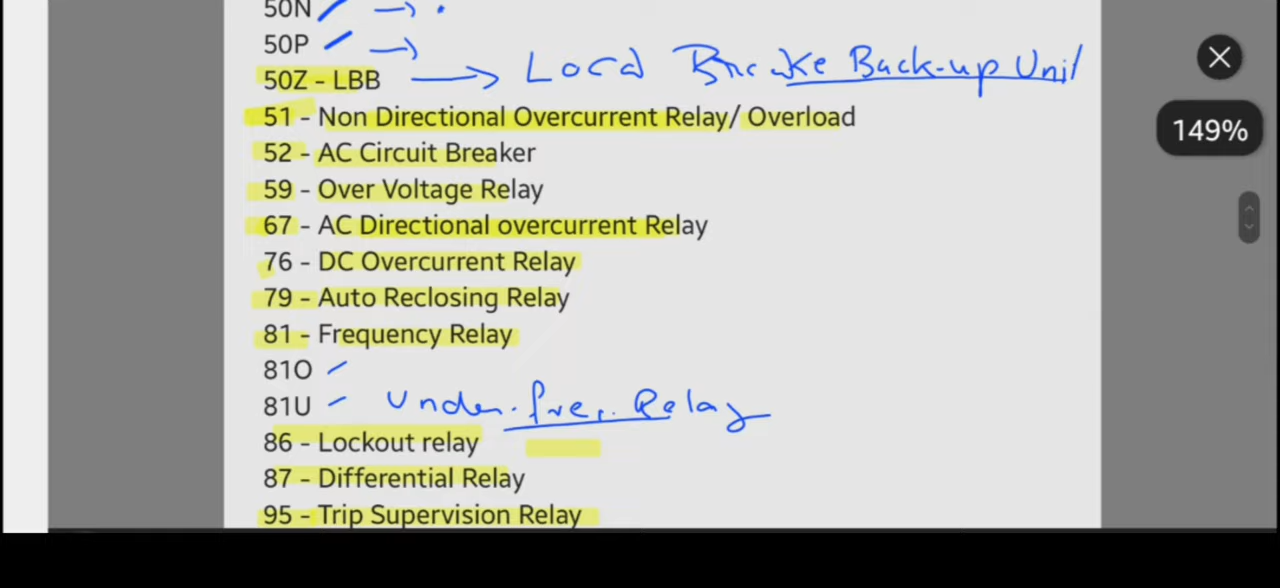 50N
50P
50Z - LBB → Local Breake Back-up Unit
51 - Non Directional Overcurrent Relay/ Overload
52 - AC Circuit Breaker
59 - Over Voltage Relay
67 - AC Directional overcurrent Relay
76 - DC Overcurrent Relay
79 - Auto Reclosing Relay
81 - Frequency Relay
81O
81U Under.fre. Relay
86 - Lockout relay
87 - Differential Relay
95 - Trip Supervision Relay
149%